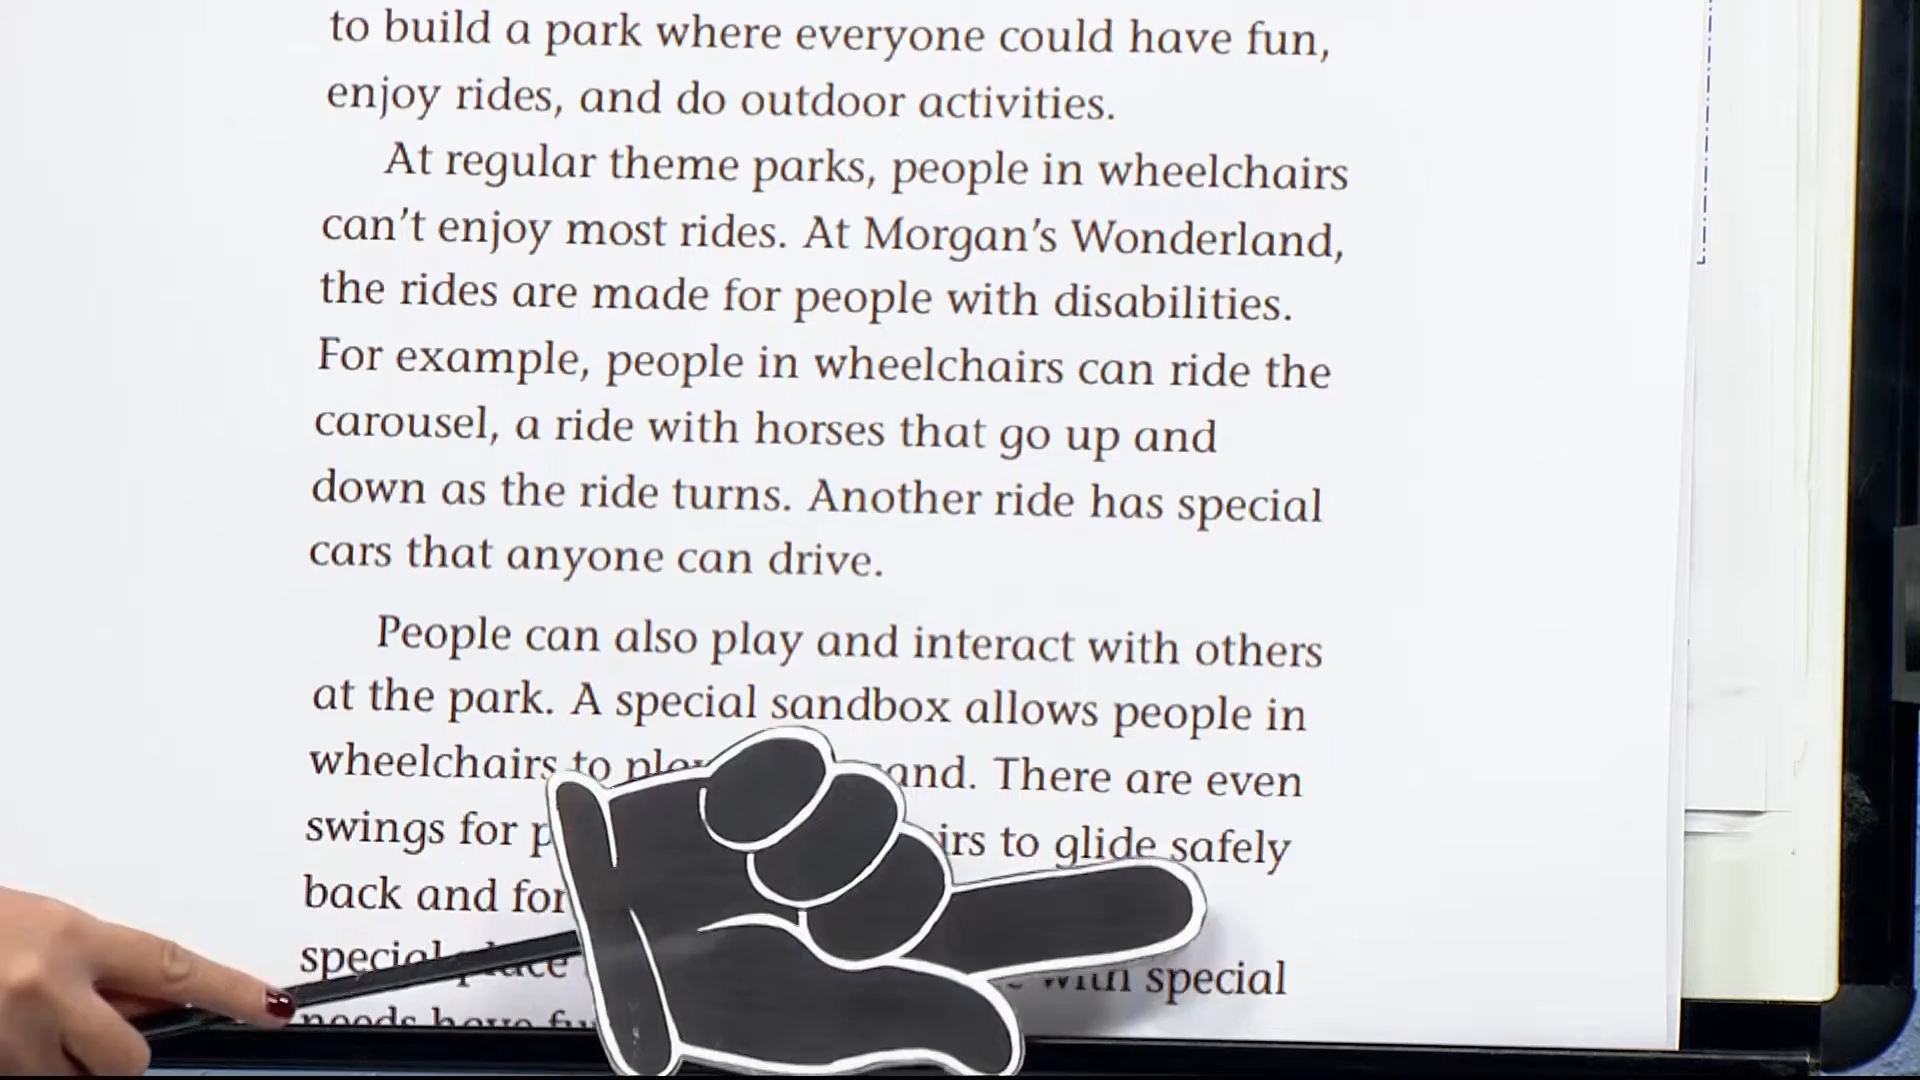 to build a park where everyone could have fun,
enjoy rides, and do outdoor activities.
At regular theme parks, people in wheelchairs
can't enjoy most rides. At Morgan's Wonderland,
the rides are made for people with disabilities.
For example, people in wheelchairs can ride the
carousel, a ride with horses that go up and
down as the ride turns. Another ride has special
cars that anyone can drive.
People can also play and interact with others
at the park. A special sandbox allows people in
wheelchairs to and. There are even
swings for irs to glide safely
back and for
special place with special
needs have